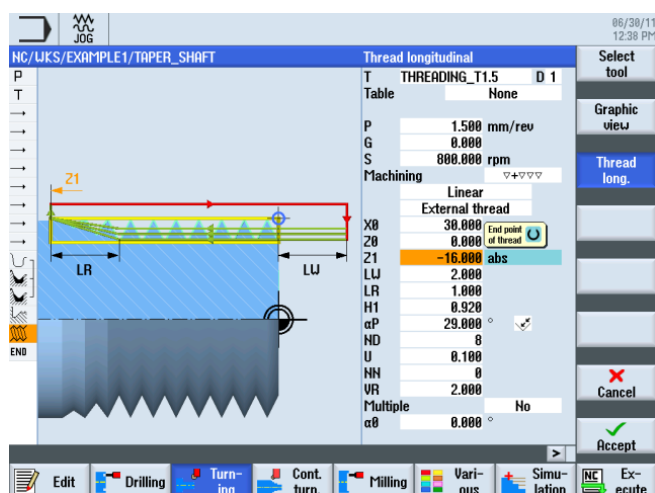 JOG
06/30/11
12:38 PM
NC/WKS/EXAMPLE1/TAPER_SHAFT
Thread longitudinal
Select tool
P
T
END
Z1
LR
LW
T THREADING_T1.5 D 1
Table None
P 1.500 mm/rev
G 0.000
S 800.000 rpm
Machining ▽+▽▽▽
Linear
External thread
X0 30.000
Z0 0.000
End point
of thread
Z1 -16.000 abs
LW 2.000
LR 1.000
H1 0.920
αP 29.000 °
ND 8
U 0.100
NN 0
VR 2.000
Multiple No
α0 0.000 °
>
Graphic
view
Thread
long.
Cancel
Accept
Edit
Drilling
Turn-
ing
Cont.
turn.
Milling
Vari-
ous
Simu-
lation
NC
Ex-
ecute